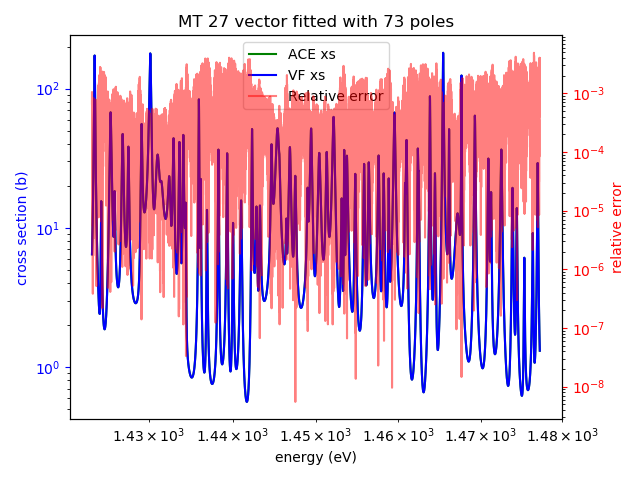 MT 27 vector fitted with 73 poles
ACE xs
VF xs
Relative error
cross section (b)
10²
10¹
10⁰
relative error
10⁻³
10⁻⁴
10⁻⁵
10⁻⁶
10⁻⁷
10⁻⁸
1.43 × 10³ 1.44 × 10³ 1.45 × 10³ 1.46 × 10³ 1.47 × 10³ 1.48 × 10³
energy (eV)